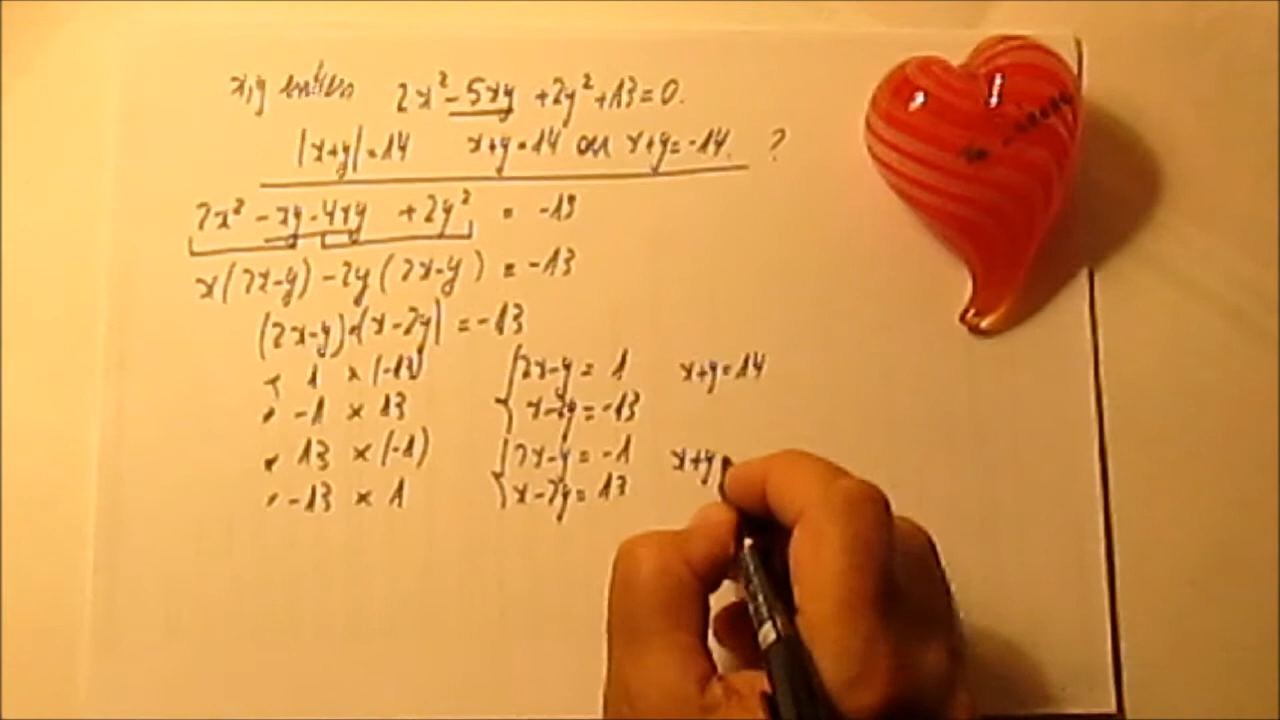 x,y entiers 2x² - 5xy + 2y² + 13 = 0.
|x+y| = 14 x+y = 14 ou x+y = -14. ?
2x² - xy - 4xy + 2y² = -13
x(2x-y) - 2y(2x-y) = -13
(2x-y)·(x-2y) = -13
1 × (-13) { 2x-y = 1 x+y = 14
• -1 × 13 x-2y = -13
• 13 × (-1) { 2x-y = -1 x+y
• -13 × 1 x-2y = 13